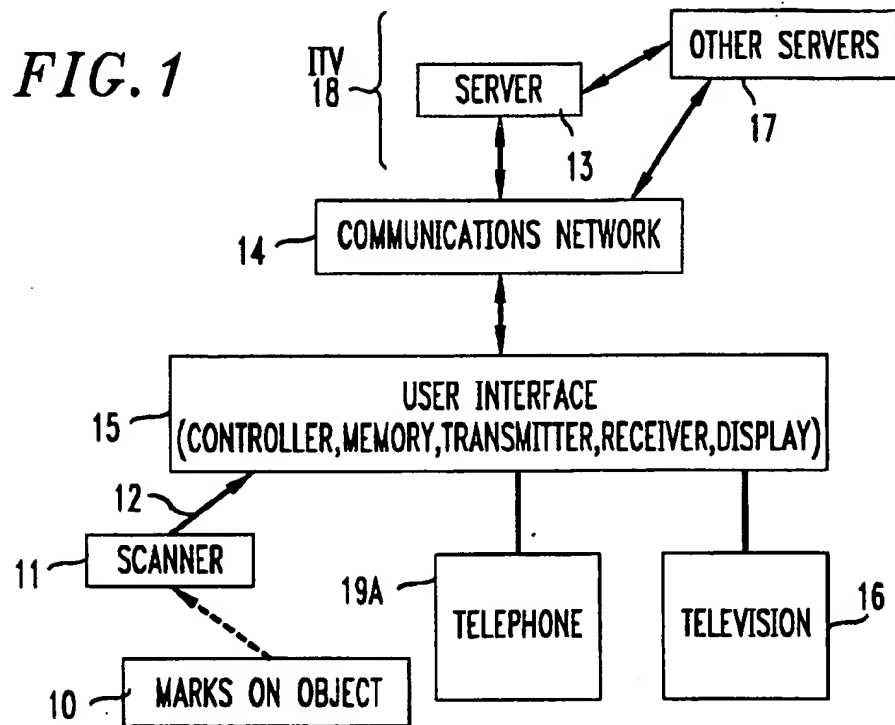 FIG. 1
ITV
18
SERVER
13
OTHER SERVERS
17
COMMUNICATIONS NETWORK
14
USER INTERFACE
(CONTROLLER,MEMORY,TRANSMITTER,RECEIVER,DISPLAY)
15
12
SCANNER
11
19A
TELEPHONE
TELEVISION
16
MARKS ON OBJECT
10